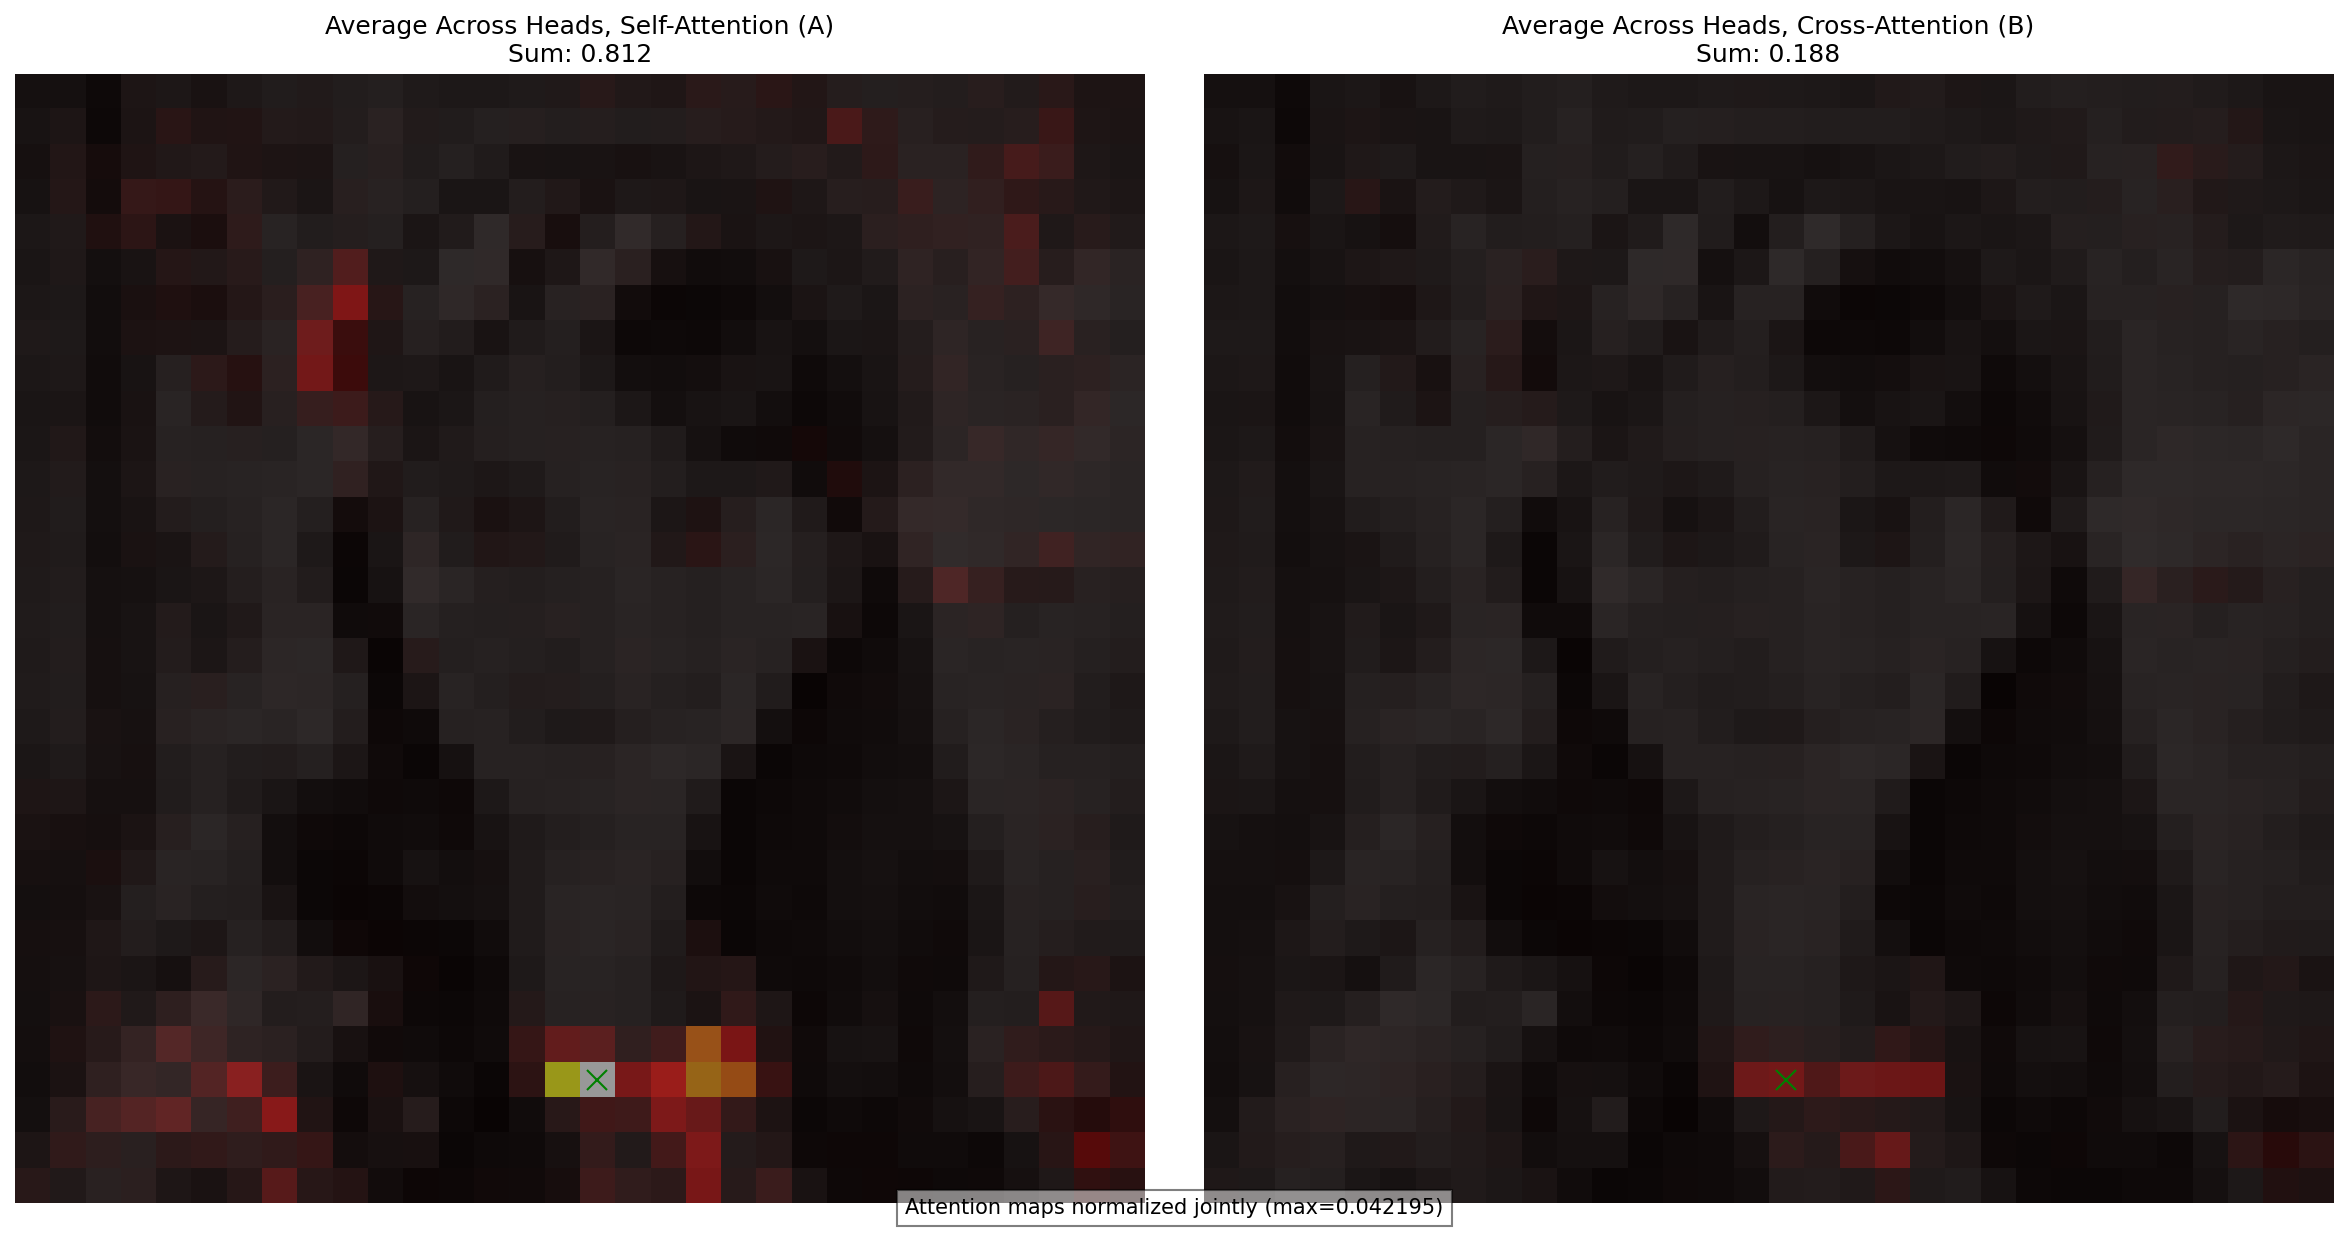 Average Across Heads, Self-Attention (A)
Sum: 0.812
Average Across Heads, Cross-Attention (B)
Sum: 0.188
Attention maps normalized jointly (max=0.042195)